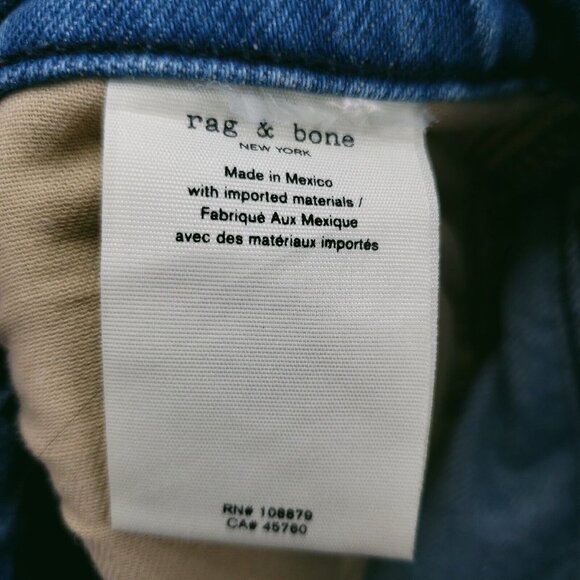 rag & bone
NEW YORK
Made in Mexico
with imported materials /
Fabriqué Aux Mexique
avec des matériaux importés
RN# 108879
CA# 45760